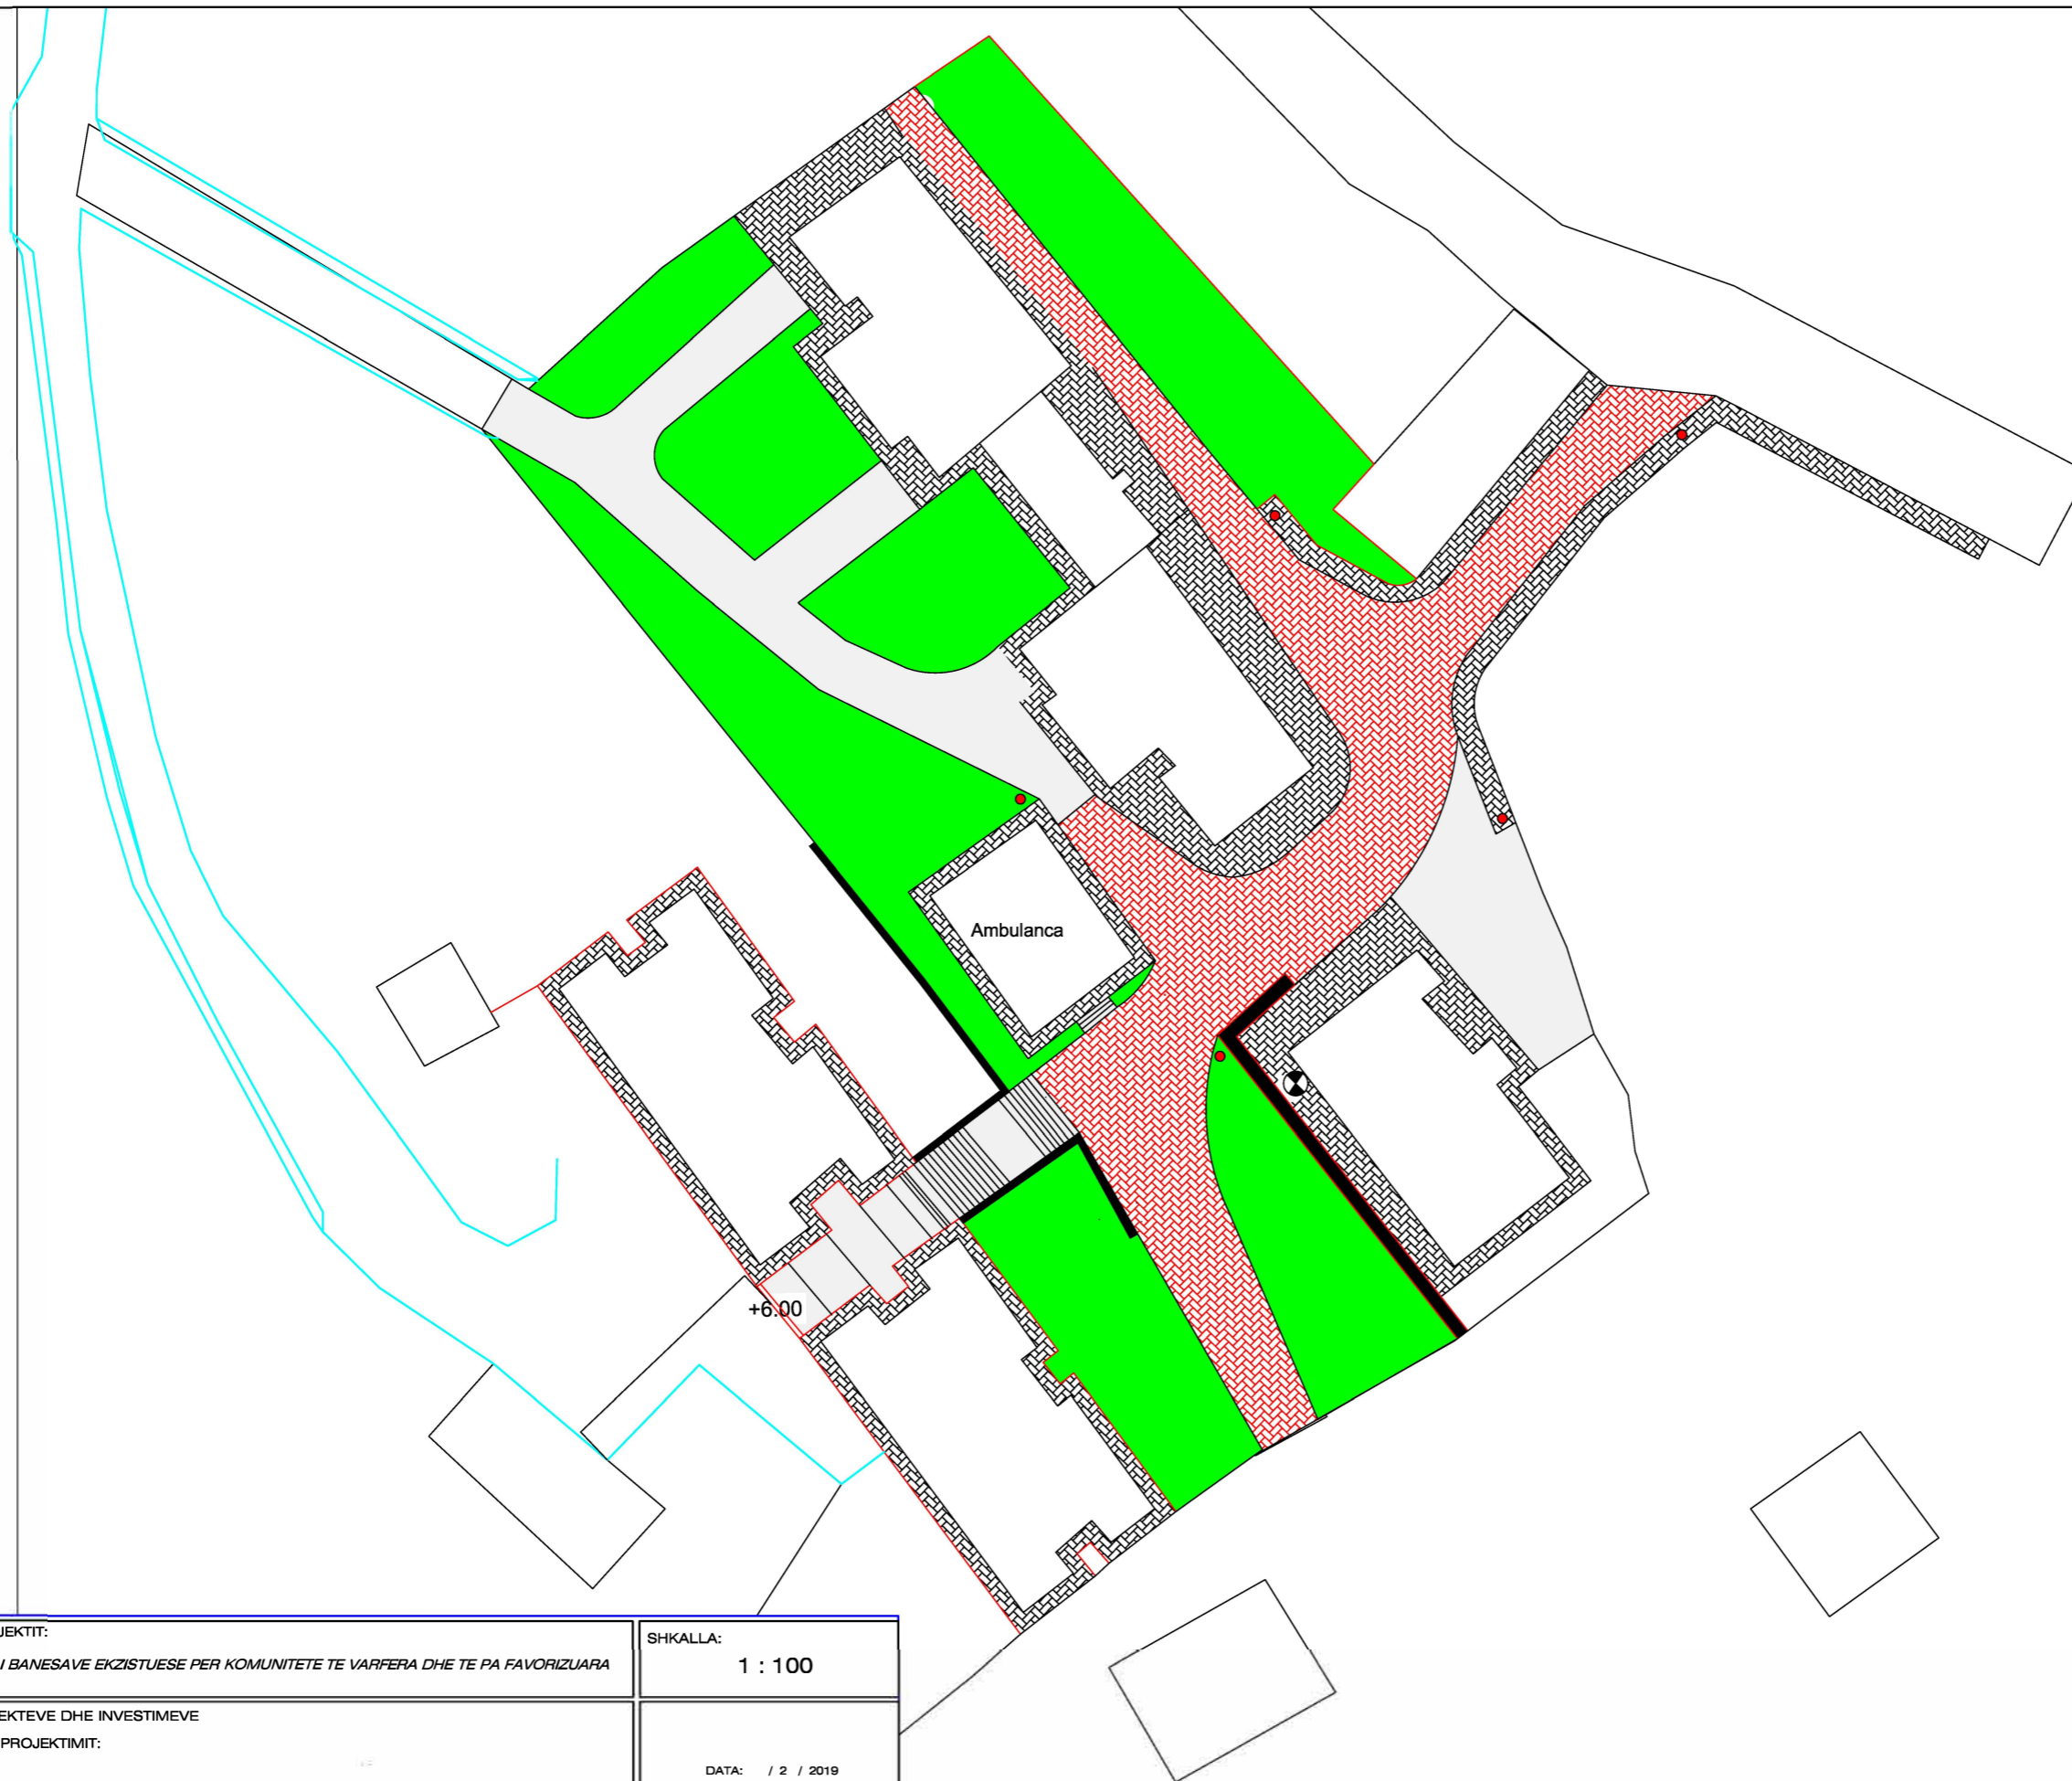 Ambulanca
+6.00
JEKTIT:
I BANESAVE EKZISTUESE PER KOMUNITETE TE VARFERA DHE TE PA FAVORIZUARA
SHKALLA:
1 : 100
EKTEVE DHE INVESTIMEVE
PROJEKTIMIT:
DATA: / 2 / 2019